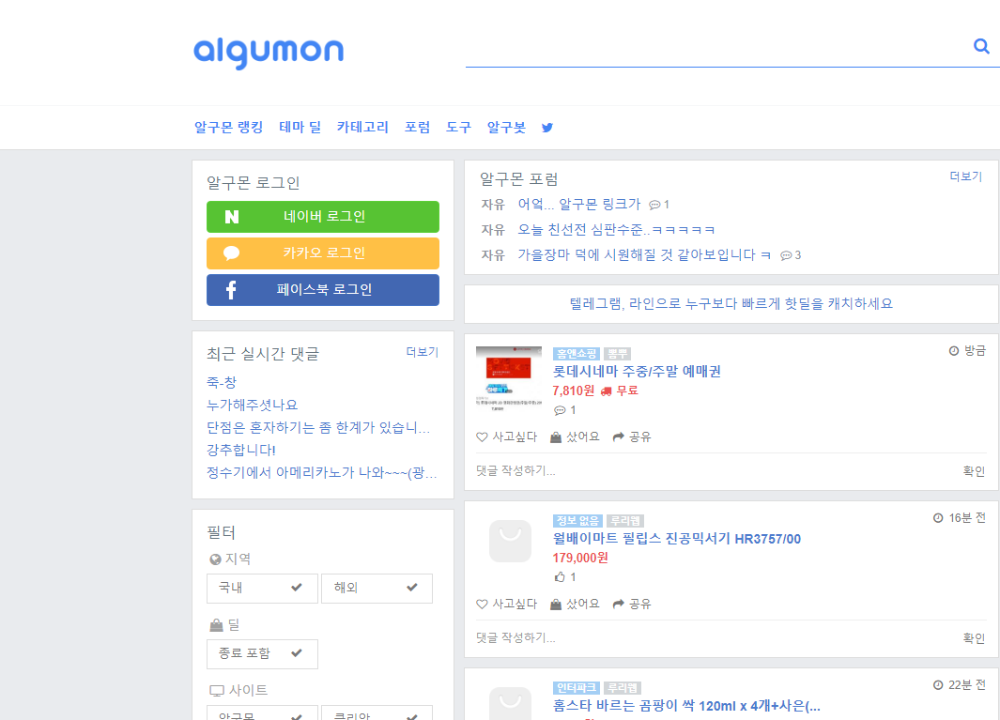 algumon
알구몬 랭킹 테마 딜 카테고리 포럼 도구 알구봇
알구몬 로그인
네이버 로그인
카카오 로그인
페이스북 로그인
최근 실시간 댓글 더보기
죽-창
누가해주셧나요
단점은 혼자하기는 좀 한계가 있습니...
강추합니다!
정수기에서 아메리카노가 나와~~~(광...
필터
지역
국내 해외
딜
종료 포함
사이트
알구몬 클리앙
알구몬 포럼 더보기
자유 어엌... 알구몬 링크가 1
자유 오늘 친선전 심판수준..ㅋㅋㅋㅋㅋ
자유 가을장마 덕에 시원해질 것 같아보입니다 ㅋ 3
텔레그램, 라인으로 누구보다 빠르게 핫딜을 캐치하세요
홈앤쇼핑 뽐뿌 방금
롯데시네마 주중/주말 예매권
7,810원 무료
1
사고싶다 샀어요 공유
댓글 작성하기... 확인
정보 없음 루리웹 16분 전
월배이마트 필립스 진공믹서기 HR3757/00
179,000원
1
사고싶다 샀어요 공유
댓글 작성하기... 확인
인터파크 루리웹 22분 전
홈스타 바르는 곰팡이 싹 120ml x 4개+사은(...